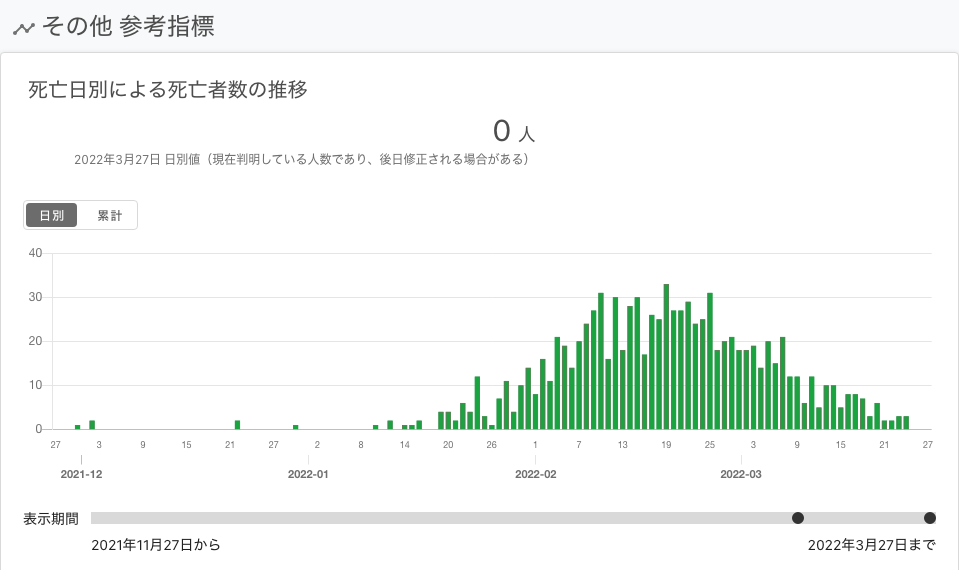 その他 参考指標
死亡日別による死亡者数の推移
0 人
2022年3月27日 日別値（現在判明している人数であり、後日修正される場合がある）
日別 累計
40
30
20
10
0
27 3 9 15 21 27 2 8 14 20 26 1 7 13 19 25 3 9 15 21 27
2021-12 2022-01 2022-02 2022-03
表示期間
2021年11月27日から 2022年3月27日まで